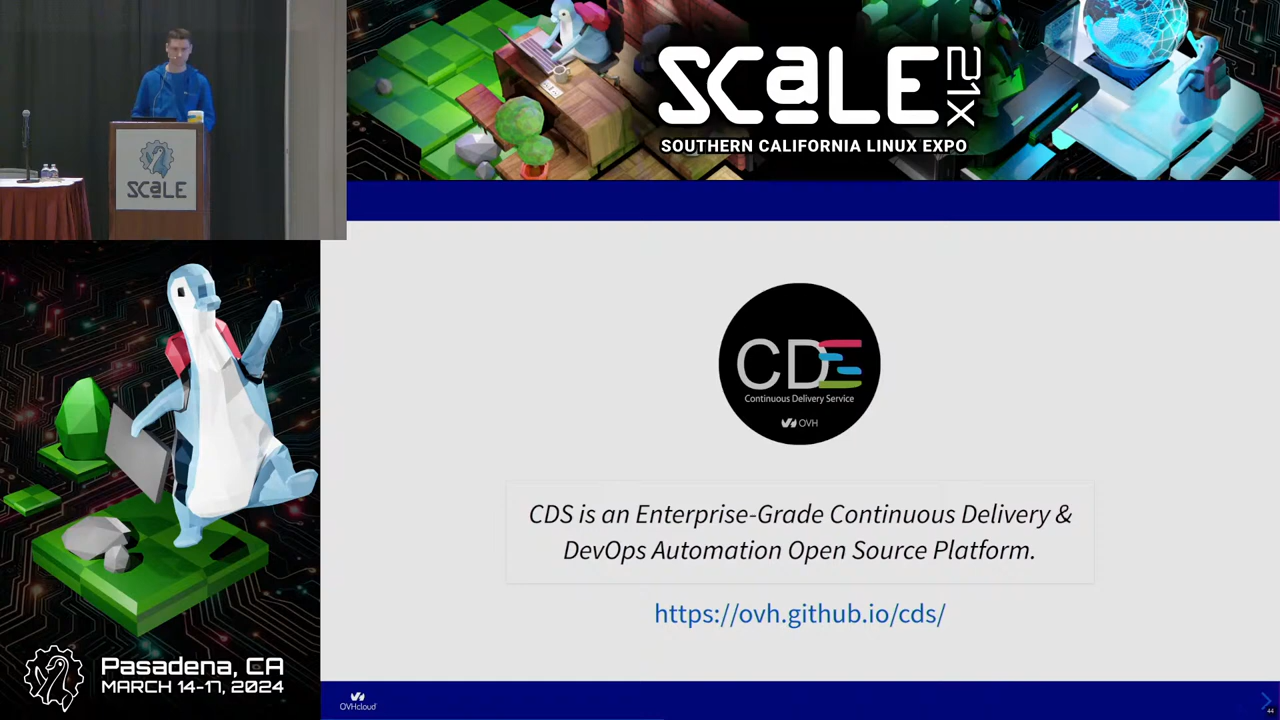 SCALE
SCALE 21X
SOUTHERN CALIFORNIA LINUX EXPO
CDS
Continuous Delivery Service
OVH
CDS is an Enterprise-Grade Continuous Delivery &
DevOps Automation Open Source Platform.
https://ovh.github.io/cds/
Pasadena, CA
MARCH 14-17, 2024
OVHcloud
44